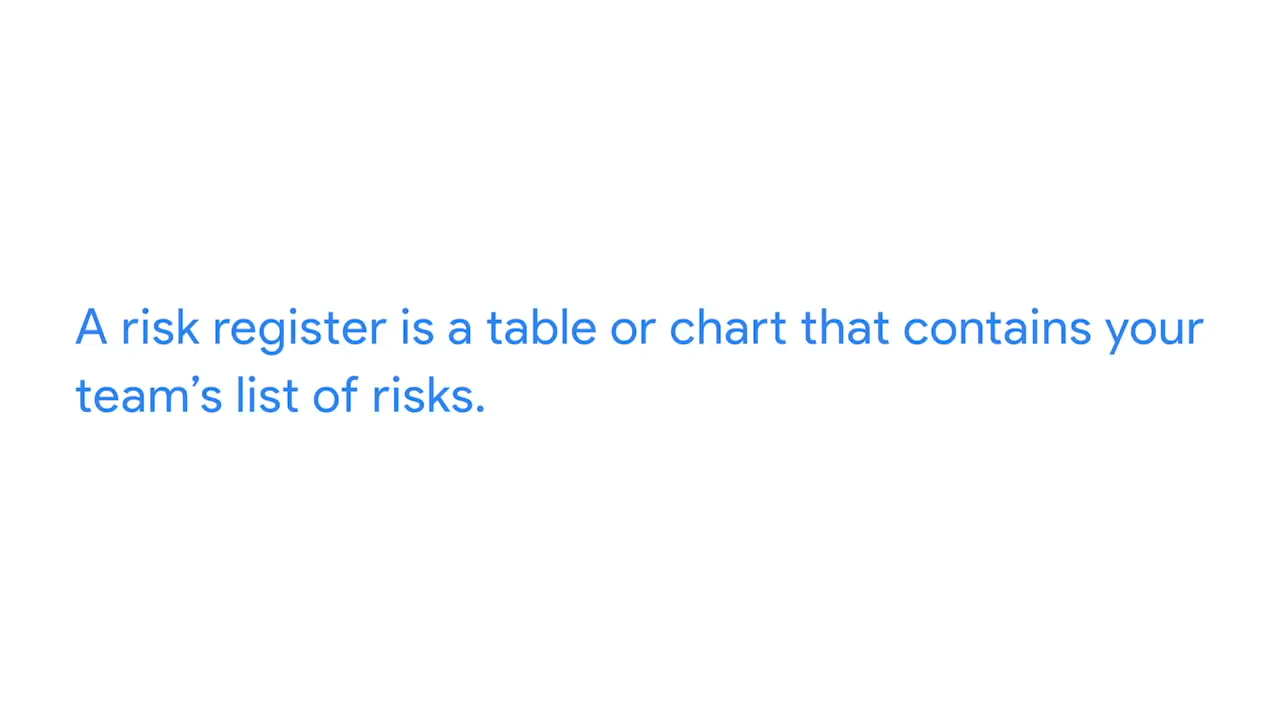 A risk register is a table or chart that contains your
team’s list of risks.